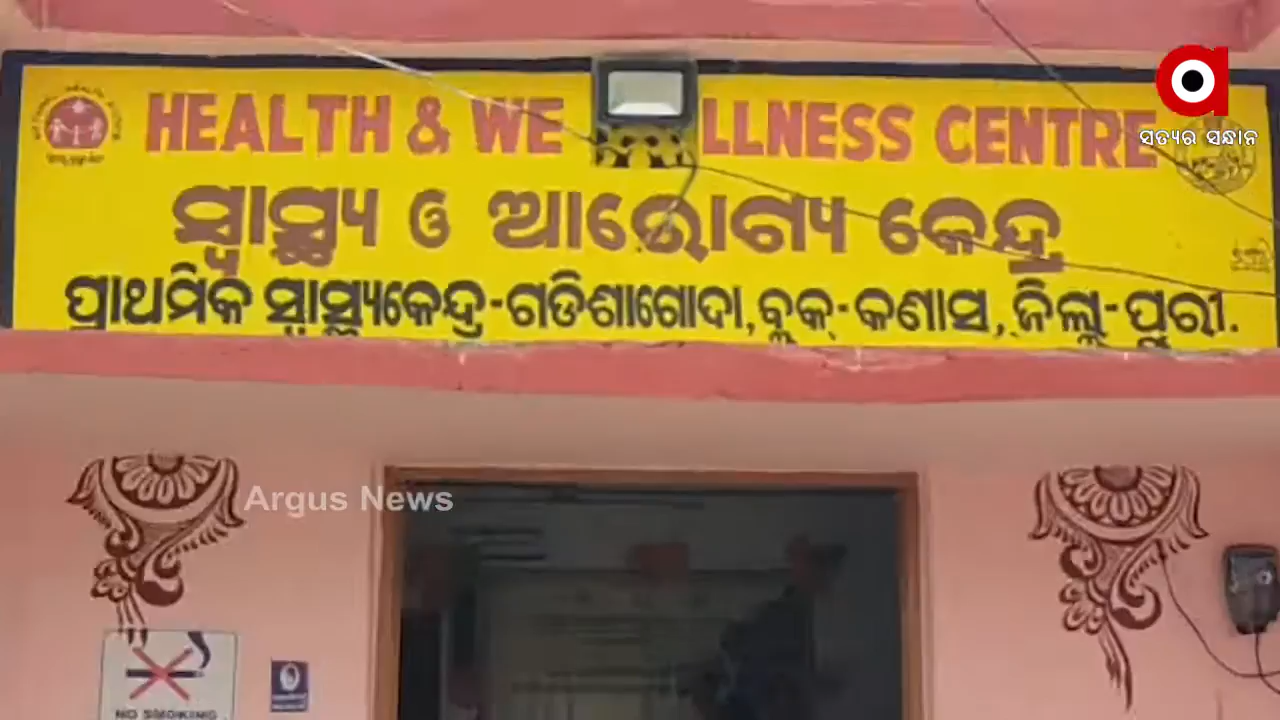 HEALTH & WE LLNESS CENTRE
ସତ୍ୟର ସନ୍ଧାନ
ସ୍ୱାସ୍ଥ୍ୟ ଓ ଆରୋଗ୍ୟ କେନ୍ଦ୍ର
ପ୍ରାଥମିକ ସ୍ୱାସ୍ଥ୍ୟକେନ୍ଦ୍ର-ଗଡିଶାଗୋଦା,ବ୍ଲକ୍-କଣାସ,ଜିଲ୍ଲା-ପୁରୀ.
Argus News
NO SMOKING